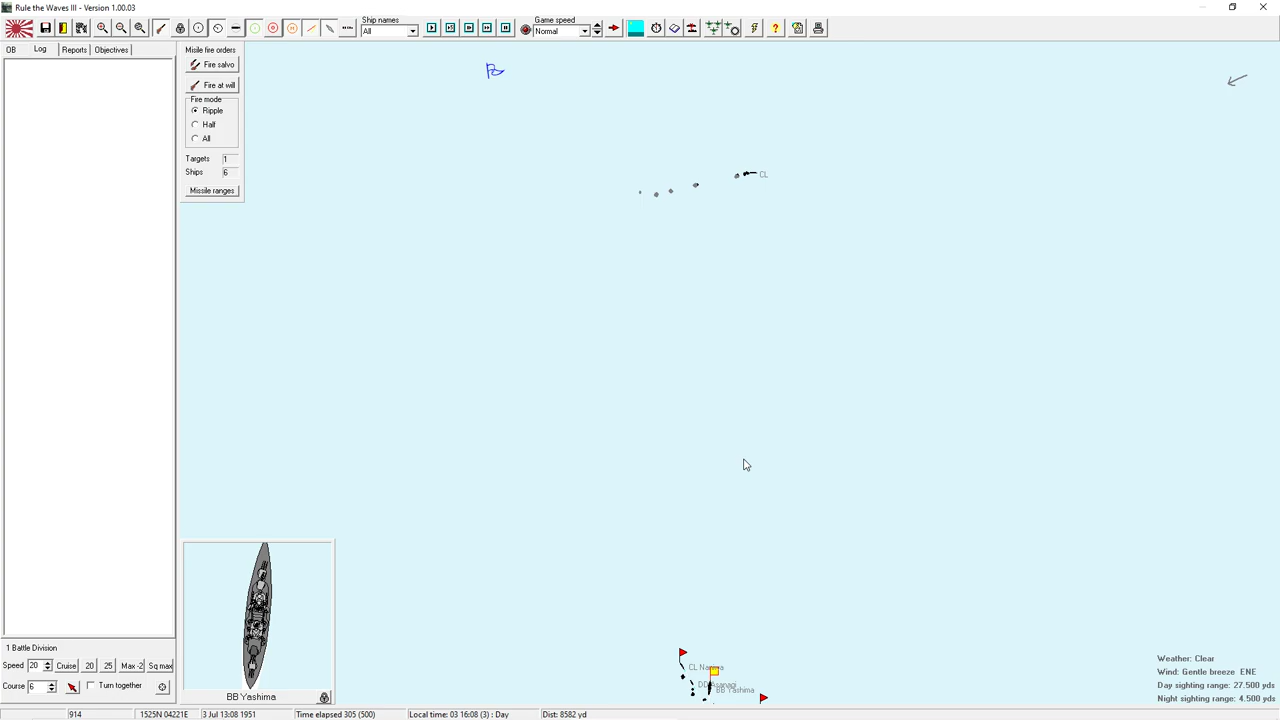 Rule the Waves III - Version 1.00.03
Ship names
All
Game speed
Normal
OB
Log
Reports
Objectives
Misile fire orders
Fire salvo
Fire at will
Fire mode
Ripple
Half
All
Targets 1
Ships 6
Missile ranges
CL
CL Naniwa
DD Asanagi
BB Yashima
BB Yashima
1 Battle Division
Speed 20 Cruise 20 25 Max -2 Sq max
Course 6 Turn together
Weather: Clear
Wind: Gentle breeze ENE
Day sighting range: 27.500 yds
Night sighting range: 4.500 yds
914 1525N 04221E 3 Jul 13:08 1951 Time elapsed 305 (500) Local time: 03 16:08 (3) : Day Dist: 8582 yd